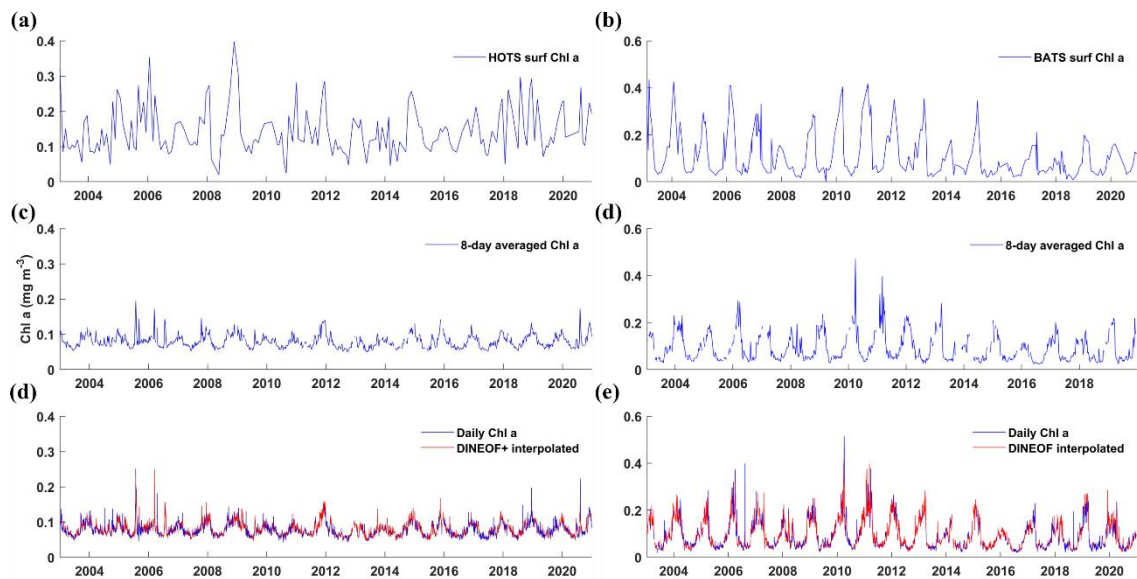 (a)
(b)
0.4
0.3
0.2
0.1
0
HOTS surf Chl a
2004 2006 2008 2010 2012 2014 2016 2018 2020
0.6
0.4
0.2
0
BATS surf Chl a
2004 2006 2008 2010 2012 2014 2016 2018 2020
(c)
(d)
Chl a (mg m-3)
0.4
0.3
0.2
0.1
0
8-day averaged Chl a
2004 2006 2008 2010 2012 2014 2016 2018 2020
0.6
0.4
0.2
0
8-day averaged Chl a
2004 2006 2008 2010 2012 2014 2016 2018
(d)
(e)
0.4
0.3
0.2
0.1
0
Daily Chl a
DINEOF+ interpolated
2004 2006 2008 2010 2012 2014 2016 2018 2020
0.6
0.4
0.2
0
Daily Chl a
DINEOF interpolated
2004 2006 2008 2010 2012 2014 2016 2018 2020